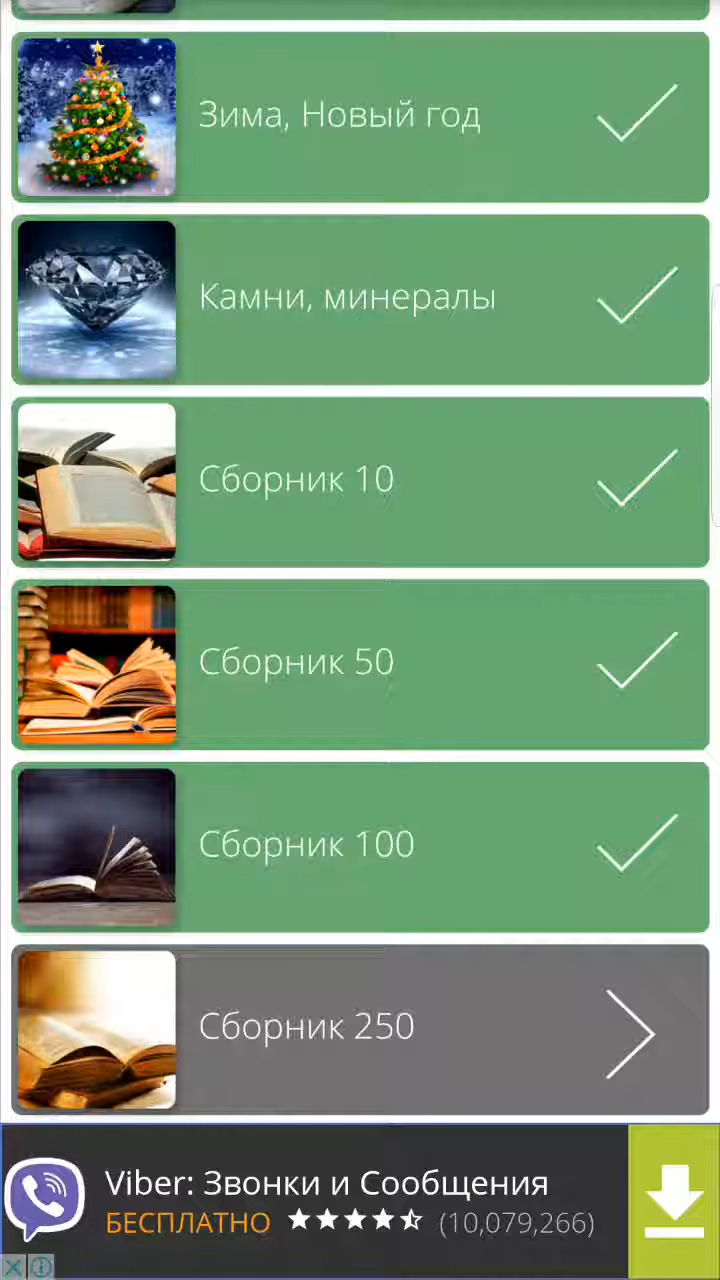 Зима, Новый год
Камни, минералы
Сборник 10
Сборник 50
Сборник 100
Сборник 250
Viber: Звонки и Сообщения
БЕСПЛАТНО (10,079,266)